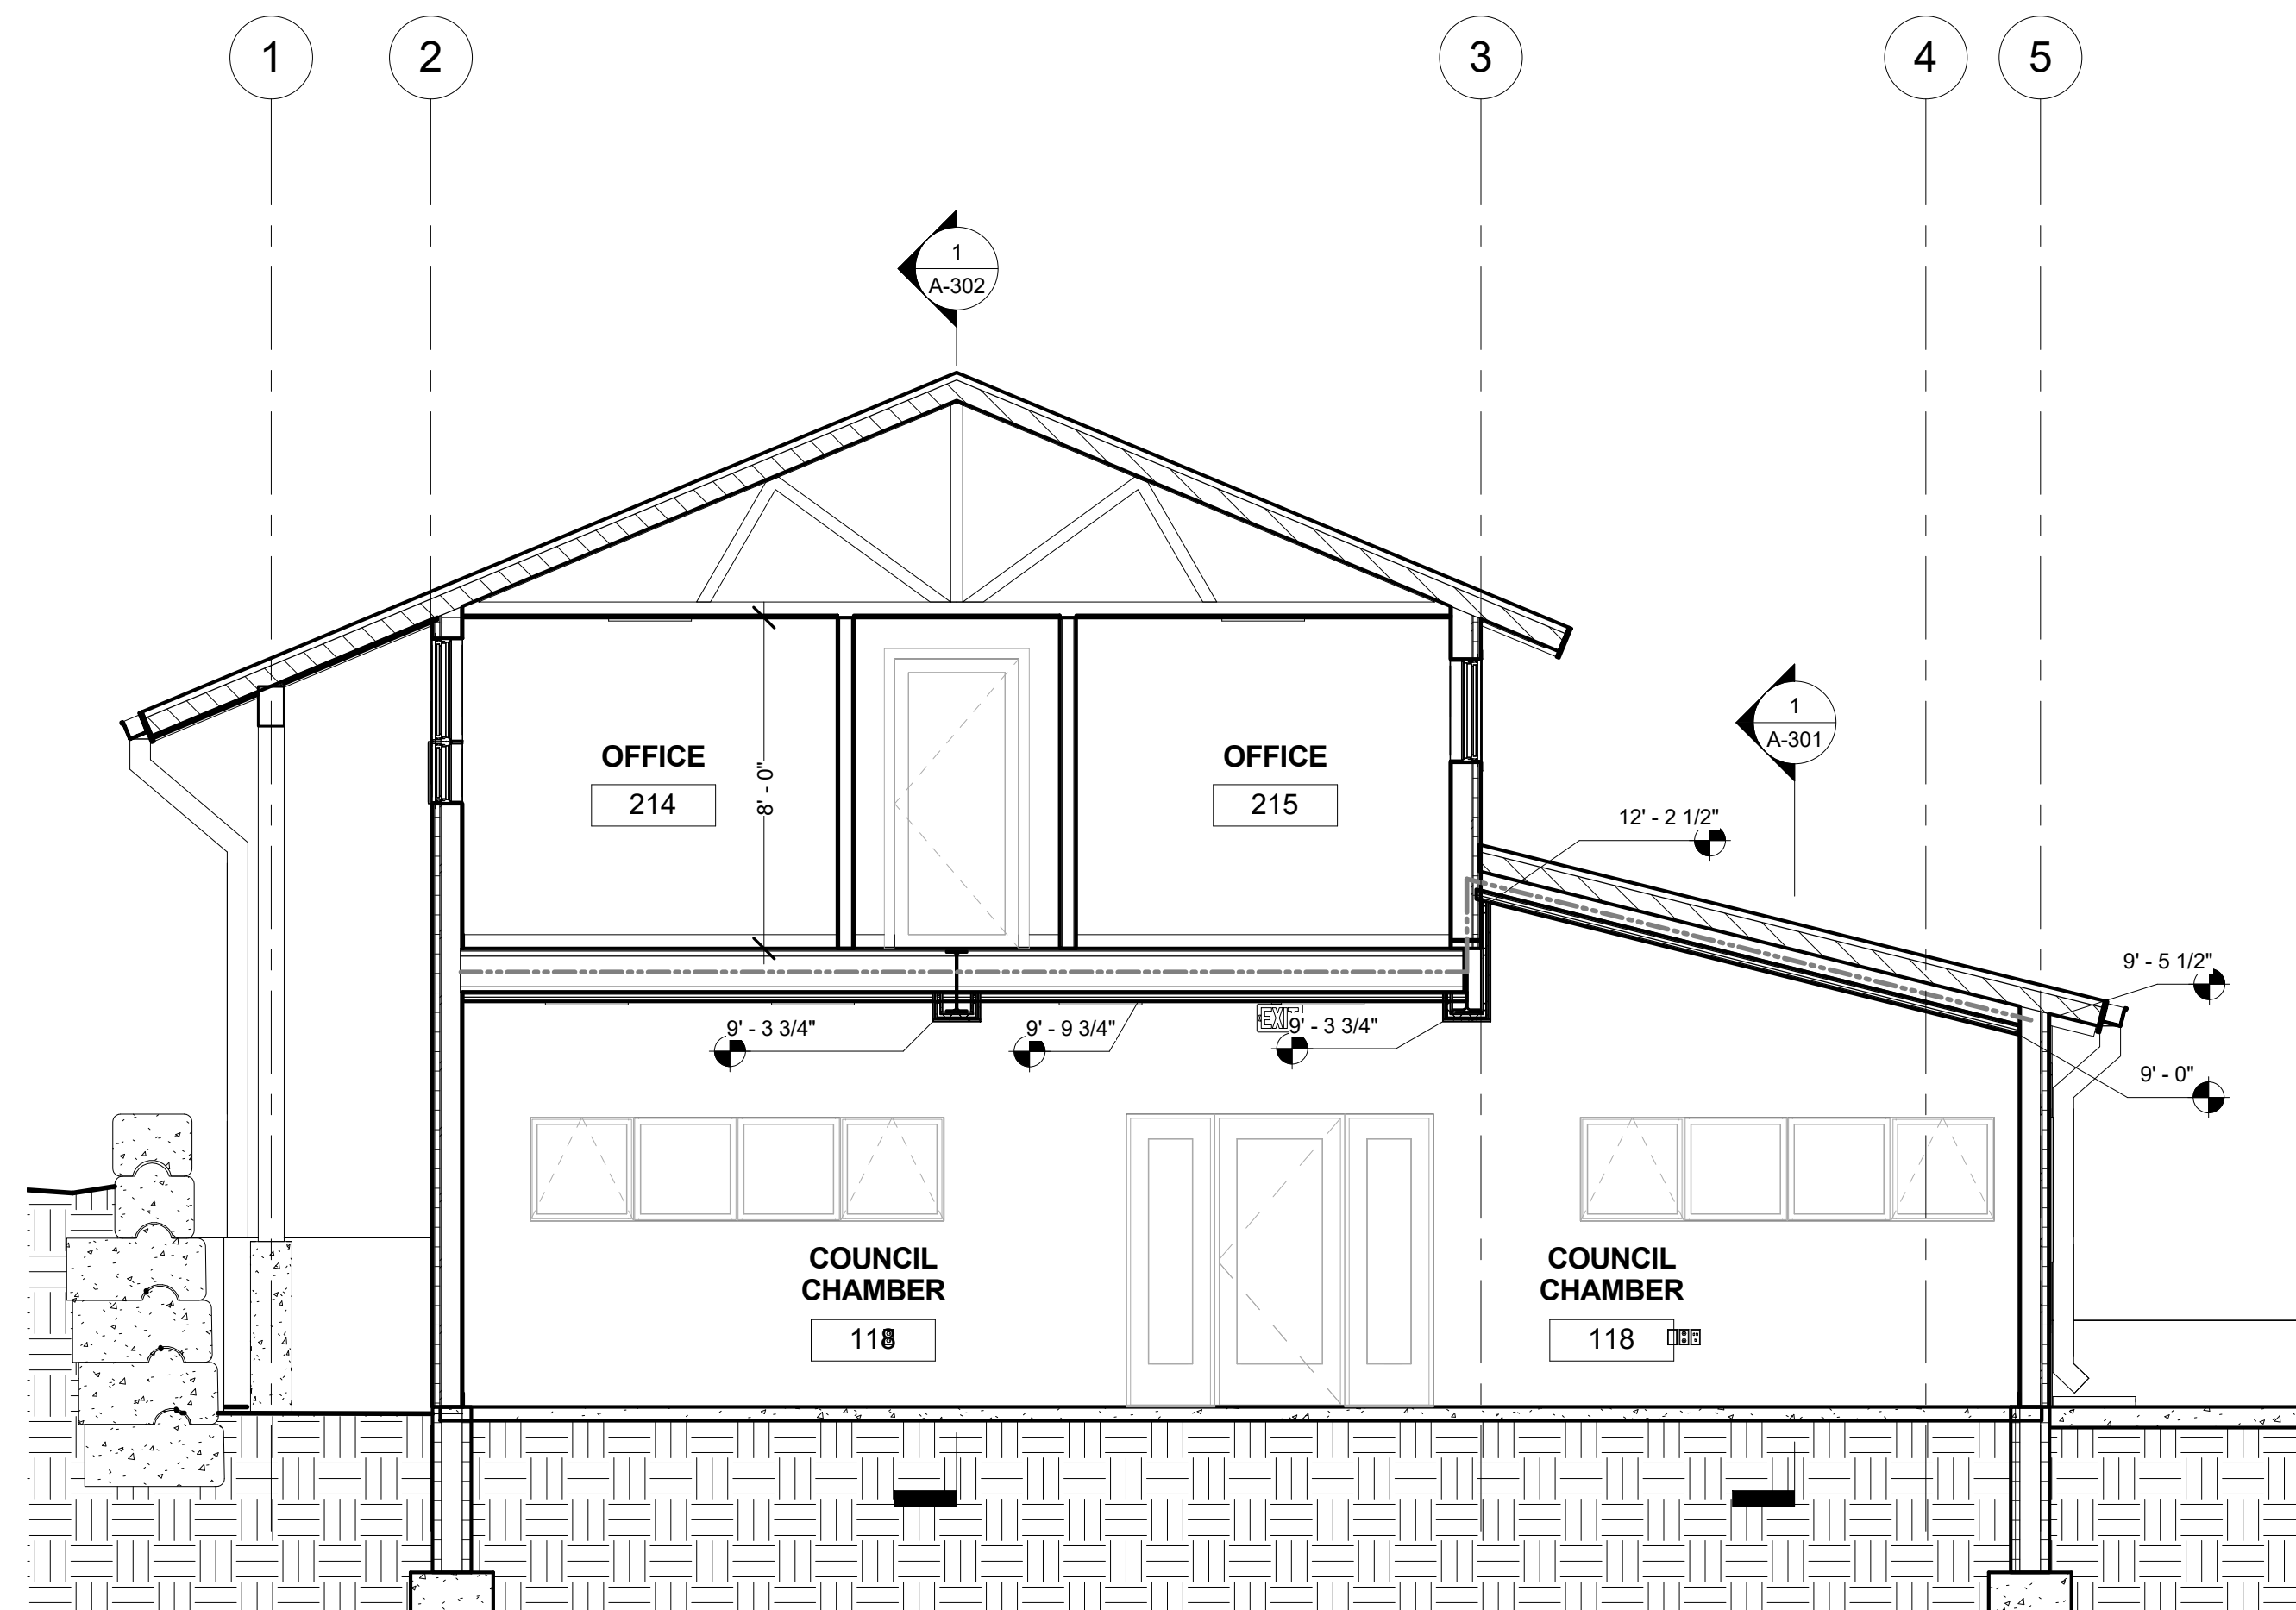 1
2
3
4
5
1
A-302
1
A-301
OFFICE
214
8' - 0"
OFFICE
215
12' - 2 1/2"
9' - 5 1/2"
9' - 3 3/4"
9' - 9 3/4"
EXIT
9' - 3 3/4"
9' - 0"
COUNCIL
CHAMBER
118
COUNCIL
CHAMBER
118